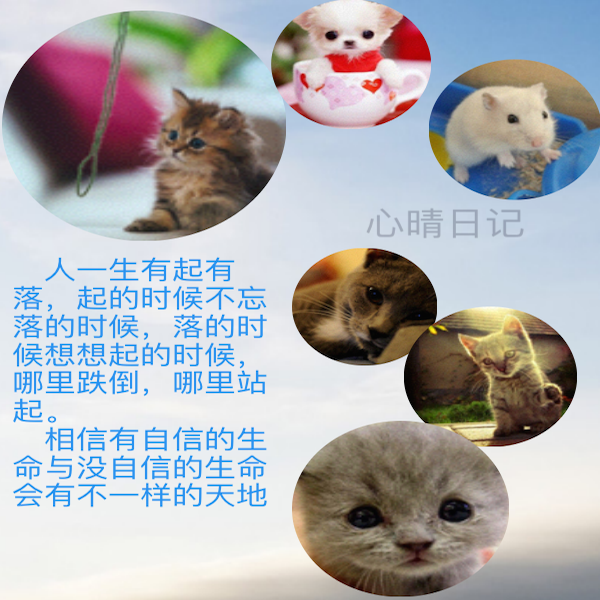 心晴日记
人一生有起有
落，起的时候不忘
落的时候，落的时
候想想起的时候，
哪里跌倒，哪里站
起。
相信有自信的生
命与没自信的生命
会有不一样的天地